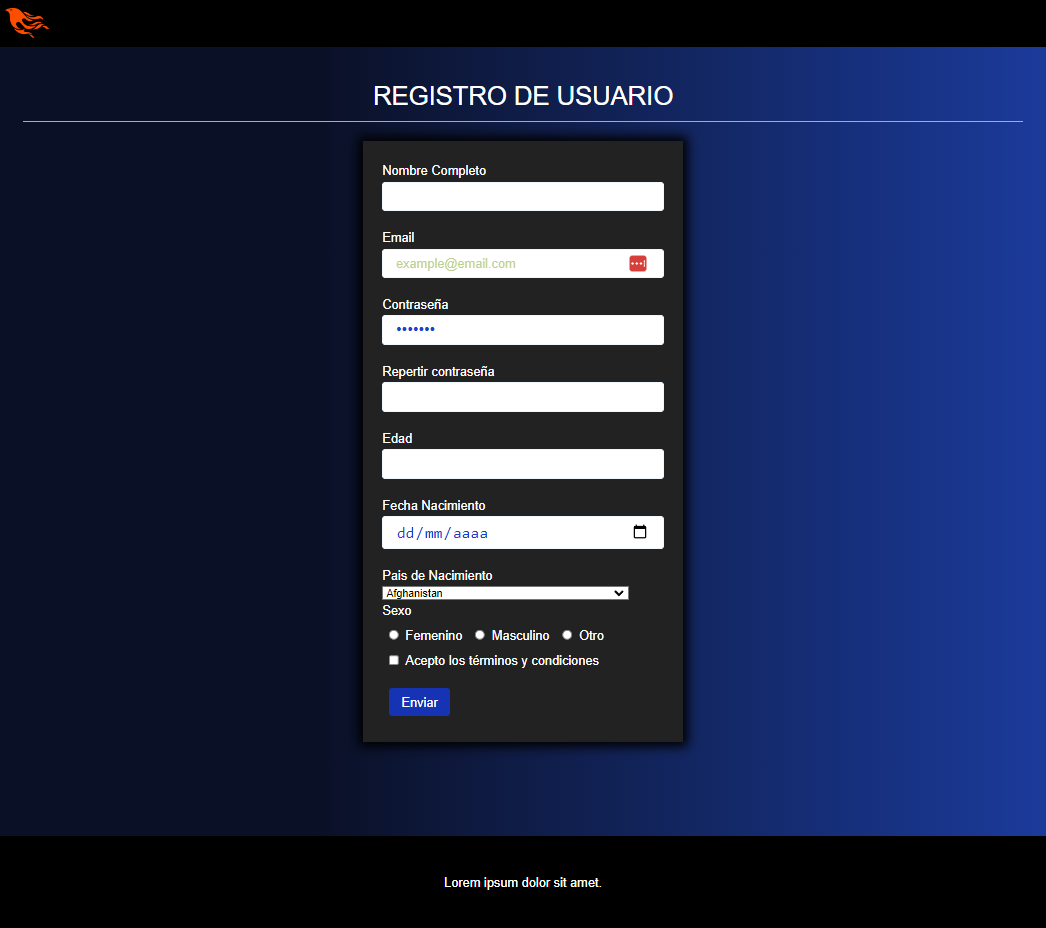 REGISTRO DE USUARIO
Nombre Completo
Email
example@email.com
Contraseña
•••••••
Repertir contraseña
Edad
Fecha Nacimiento
dd/mm/aaaa
Pais de Nacimiento
Afghanistan
Sexo
Femenino Masculino Otro
Acepto los términos y condiciones
Enviar
Lorem ipsum dolor sit amet.